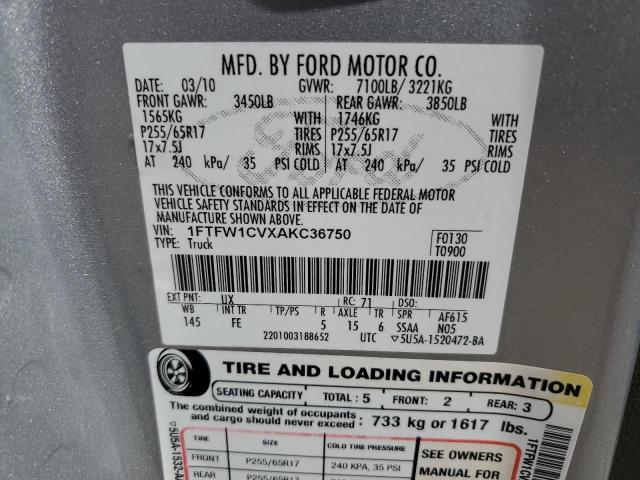 MFD. BY FORD MOTOR CO.
DATE: 03/10 GVWR: 7100LB/ 3221KG
FRONT GAWR: 3450LB REAR GAWR: 3850LB
1565KG WITH 1746KG WITH
P255/65R17 TIRES P255/65R17 TIRES
17x7.5J RIMS 17x7.5J RIMS
AT 240 kPa/ 35 PSI COLD AT 240 kPa/ 35 PSI COLD
THIS VEHICLE CONFORMS TO ALL APPLICABLE FEDERAL MOTOR
VEHICLE SAFETY STANDARDS IN EFFECT ON THE DATE OF
MANUFACTURE SHOWN ABOVE.
VIN: 1FTFW1CVXAKC36750 F0130
TYPE: Truck T0900
EXT PNT: UX RC: 71 DSO:
WB INT TR TP/PS R AXLE TR SPR AF615
145 FE 5 15 6 SSAA N05
2201003188652 UTC ▽5U5A-1520472-BA
TIRE AND LOADING INFORMATION
SEATING CAPACITY TOTAL : 5 FRONT: 2 REAR: 3
The combined weight of occupants
and cargo should never exceed: 733 kg or 1617 lbs.
TIRE SIZE COLD TIRE PRESSURE SEE OWNERS
FRONT P255/65R17 240 KPA, 35 PSI MANUAL FOR
REAR P255/65R17
▽5U5A-1532-A
1FTFW1CV
Ford